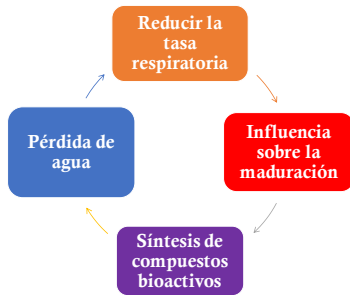 Reducir la
tasa
respiratoria
Influencia
sobre la
maduración
Síntesis de
compuestos
bioactivos
Pérdida de
agua